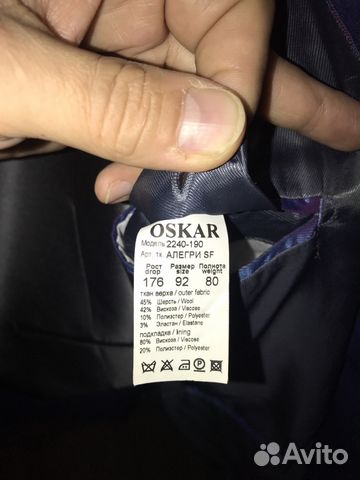 OSKAR
Модель 2240-190
Арт. тк. АЛЕГРИ SF
Рост Размер Полнота
drop size weight
176 92 80
ткан верха / outer fabric
45% Шерсть / Wool
42% Вискоза / Viscose
10% Полиэстер / Polyester
3% Эластан / Elastane
подкладка / lining
80% Вискоза / Viscose
20% Полиэстер / Polyester
Avito